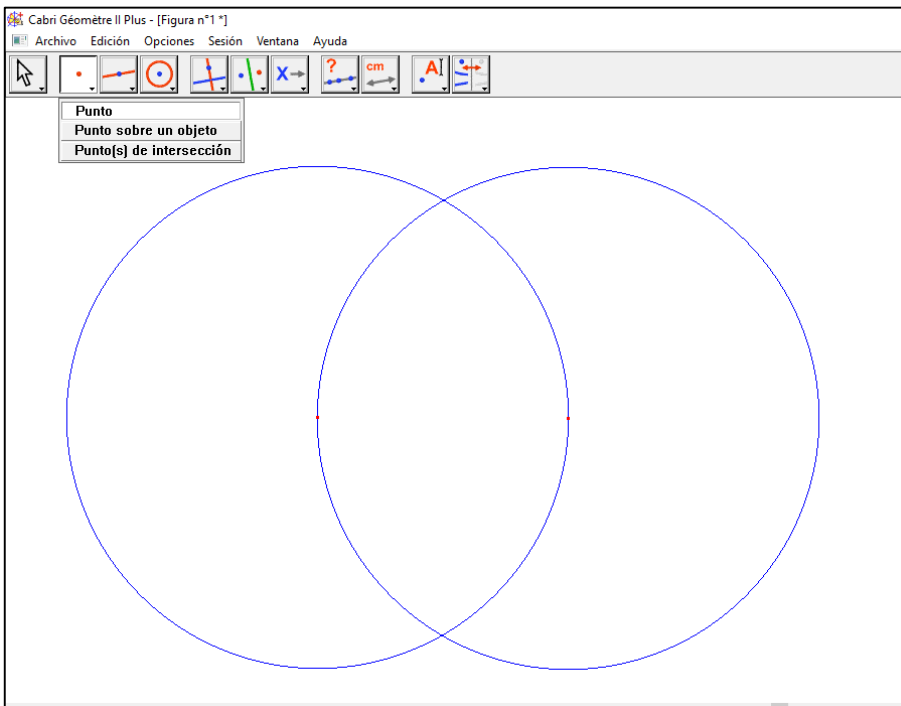 Cabri Géomètre II Plus - [Figura n°1 *]
Archivo Edición Opciones Sesión Ventana Ayuda
X ? cm A
Punto
Punto sobre un objeto
Punto(s) de intersección